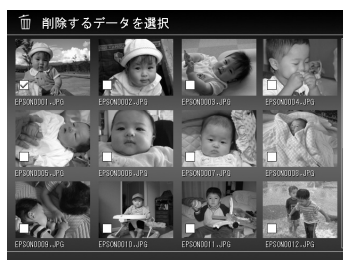 削除するデータを選択
EPSON0001.JPG EPSON0002.JPG EPSON0003.JPG EPSON0004.JPG
EPSON0005.JPG EPSON0006.JPG EPSON0007.JPG EPSON0008.JPG
EPSON0009.JPG EPSON0010.JPG EPSON0011.JPG EPSON0012.JPG